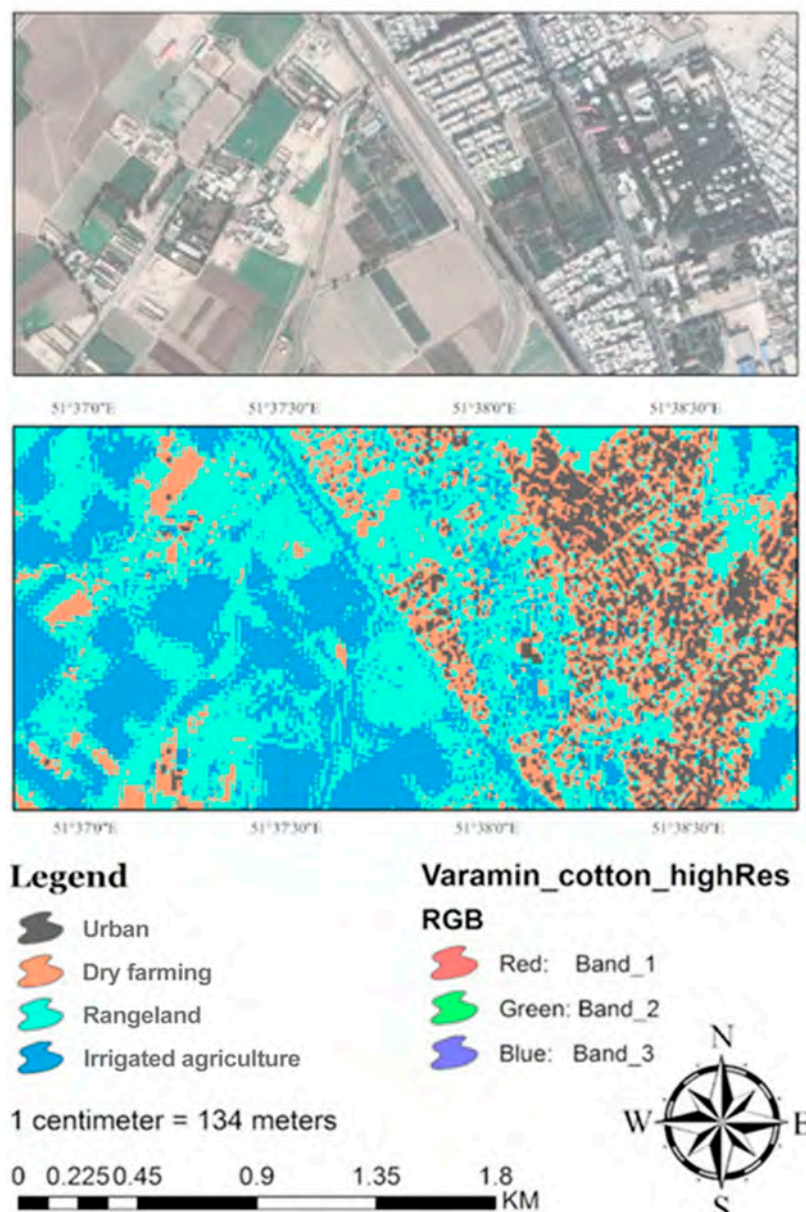 51°37'0"E 51°37'30"E 51°38'0"E 51°38'30"E
51°37'0"E 51°37'30"E 51°38'0"E 51°38'30"E
Legend
Urban
Dry farming
Rangeland
Irrigated agriculture
Varamin_cotton_highRes
RGB
Red: Band_1
Green: Band_2
Blue: Band_3
1 centimeter = 134 meters
0 0.225 0.45 0.9 1.35 1.8
KM
N
W E
S